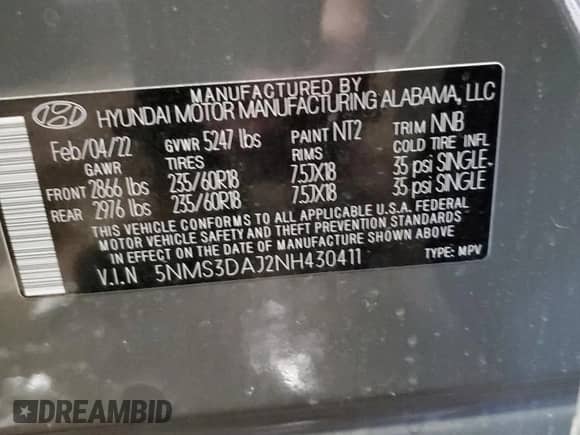 MANUFACTURED BY
HYUNDAI MOTOR MANUFACTURING ALABAMA, LLC
Feb/04/22 GVWR 5247 lbs PAINT NT2 TRIM NNB
GAWR TIRES RIMS COLD TIRE INFL
FRONT 2866 lbs 235/60R18 7.5JX18 35 psi SINGLE
REAR 2976 lbs 235/60R18 7.5JX18 35 psi SINGLE
THIS VEHICLE CONFORMS TO ALL APPLICABLE U.S.A. FEDERAL
MOTOR VEHICLE SAFETY AND THEFT PREVENTION STANDARDS
IN EFFECT ON THE DATE OF MANUFACTURE SHOWN ABOVE
V.I.N 5NMS3DAJ2NH430411 TYPE: MPV
DREAMBID